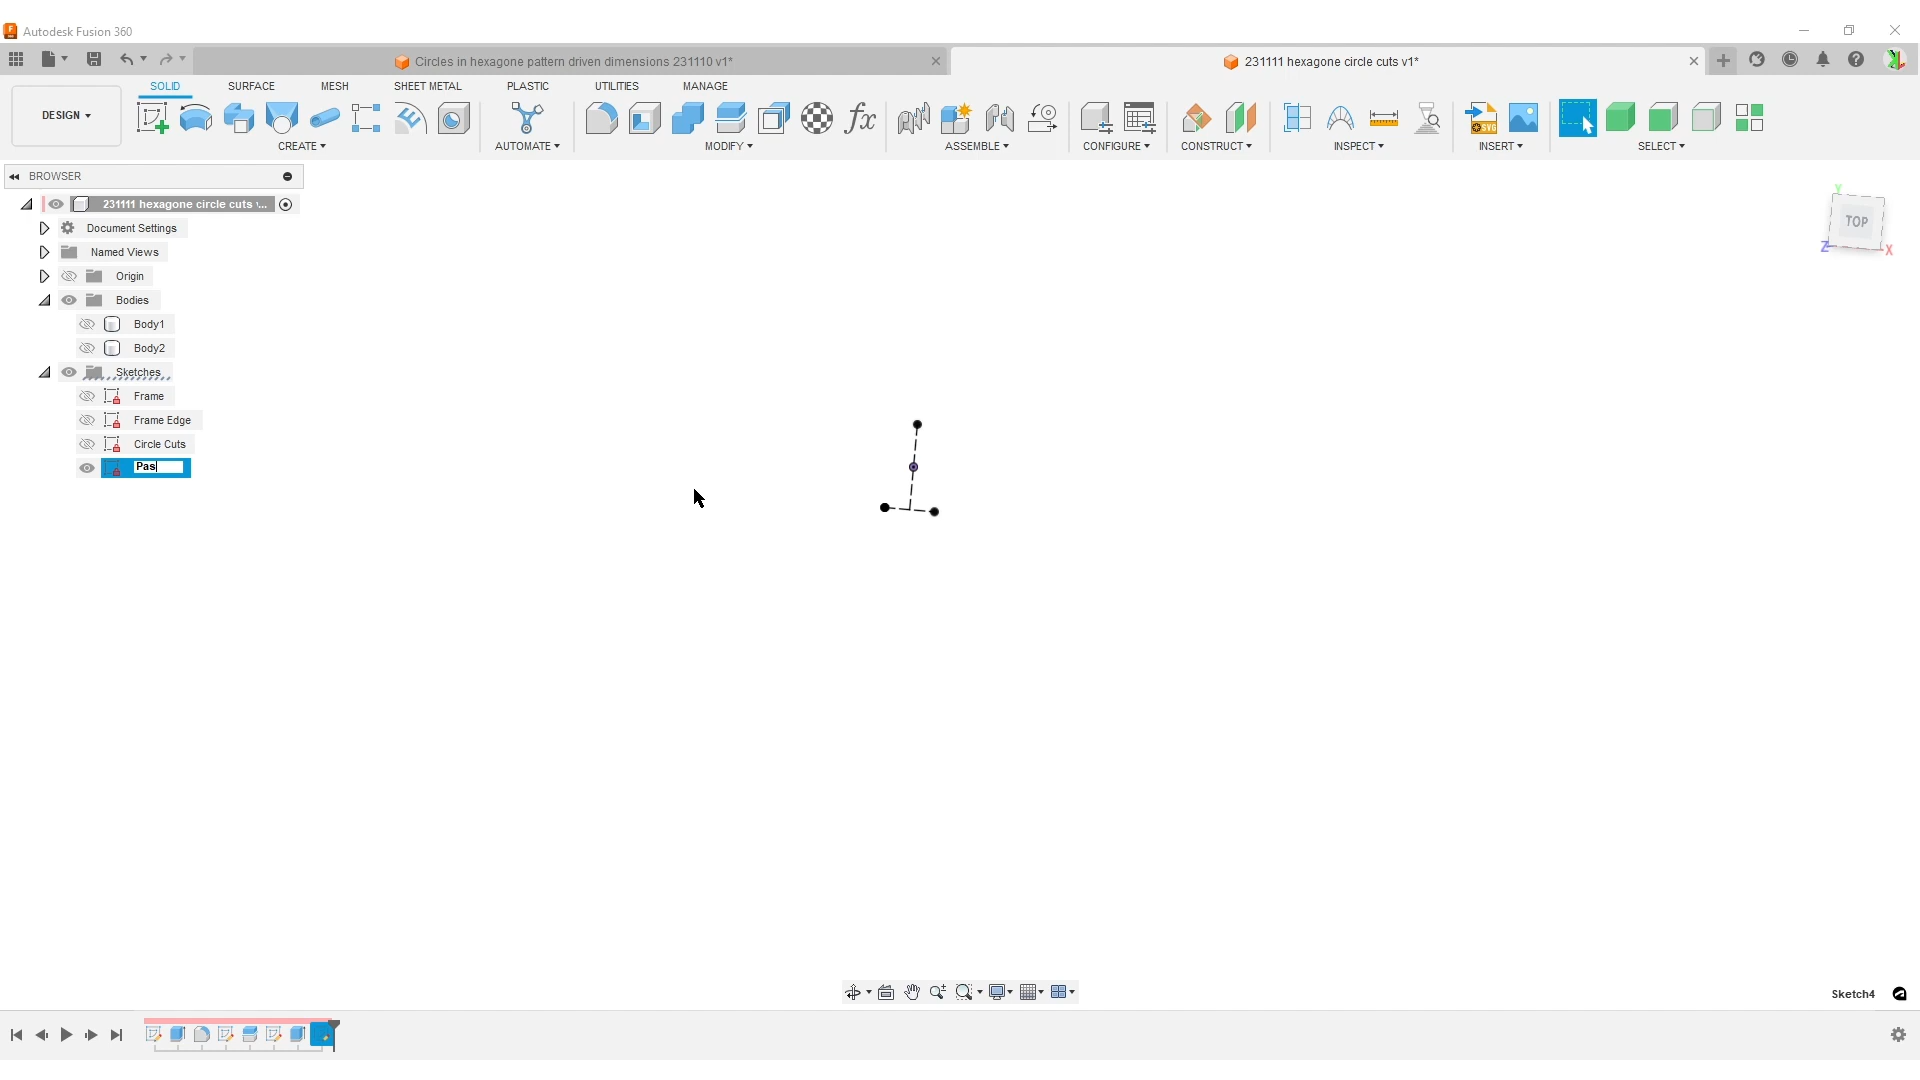 Autodesk Fusion 360
Circles in hexagone pattern driven dimensions 231110 v1*
231111 hexagone circle cuts v1*
DESIGN
SOLID SURFACE MESH SHEET METAL PLASTIC UTILITIES MANAGE
CREATE AUTOMATE MODIFY ASSEMBLE CONFIGURE CONSTRUCT INSPECT INSERT SELECT
BROWSER
231111 hexagone circle cuts v...
Document Settings
Named Views
Origin
Bodies
Body1
Body2
Sketches
Frame
Frame Edge
Circle Cuts
Pas
Y
TOP
Z
X
Sketch4